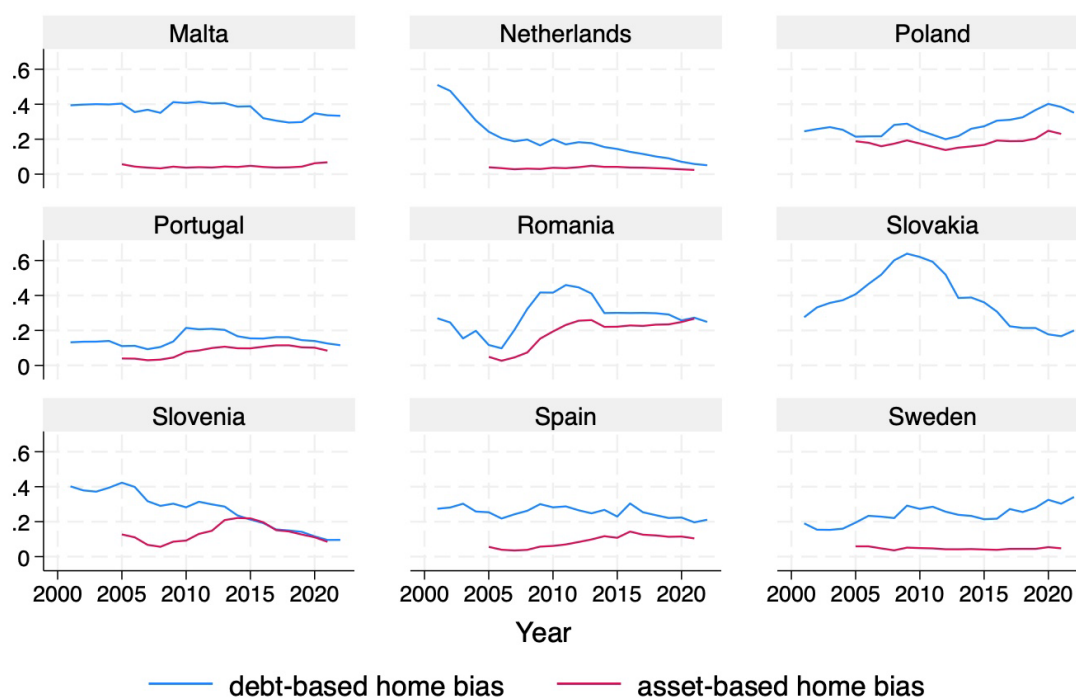 Malta Netherlands Poland
.6
.4
.2
0
Portugal Romania Slovakia
.6
.4
.2
0
Slovenia Spain Sweden
.6
.4
.2
0
2000 2005 2010 2015 2020 2000 2005 2010 2015 2020 2000 2005 2010 2015 2020
Year
debt-based home bias asset-based home bias